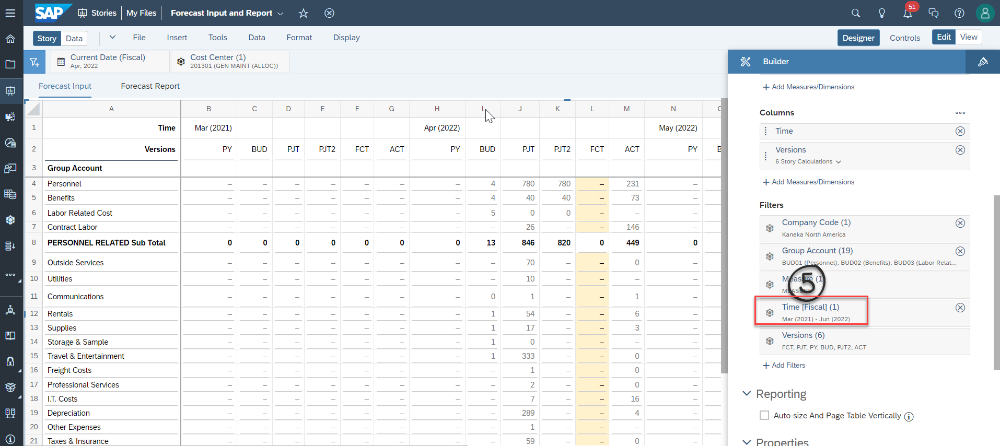 SAP Stories My Files Forecast Input and Report 51
Story Data File Insert Tools Data Format Display Designer Controls Edit View
Current Date (Fiscal) Cost Center (1)
Apr, 2022 201301 (GEN MAINT (ALLOC))
Forecast Input Forecast Report
A B C D E F G H I J K L M N C
1 Time Mar (2021) Apr (2022) May (2022)
2 Versions PY BUD PJT PJT2 FCT ACT PY BUD PJT PJT2 FCT ACT PY B
3 Group Account
4 Personnel – – – – – – – 4 780 780 – 231 –
5 Benefits – – – – – – – 4 40 40 – 73 –
6 Labor Related Cost – – – – – – – 5 0 0 – – –
7 Contract Labor – – – – – – – – 26 – – 146 –
8 PERSONNEL RELATED Sub Total 0 0 0 0 0 0 0 13 846 820 0 449 0
9 Outside Services – – – – – – – – 70 – – 0 –
10 Utilities – – – – – – – – 10 – – – –
11 Communications – – – – – – – 0 1 – – 1 –
12 Rentals – – – – – – – 1 54 – – 6 –
13 Supplies – – – – – – – 1 17 – – 3 –
14 Storage & Sample – – – – – – – 1 0 – – – –
15 Travel & Entertainment – – – – – – – 1 333 – – 0 –
16 Freight Costs – – – – – – – – 1 – – 0 –
17 Professional Services – – – – – – – – 2 – – 0 –
18 I.T. Costs – – – – – – – – 7 – – 16 –
19 Depreciation – – – – – – – – 289 – – 4 –
20 Other Expenses – – – – – – – – 1 – – – –
21 Taxes & Insurance – – – – – – – – 59 – – 0 –
Builder
+ Add Measures/Dimensions
Columns
Time
Versions
6 Story Calculations
+ Add Measures/Dimensions
Filters
Company Code (1)
Kaneka North America
Group Account (19)
BUD01 (Personnel), BUD02 (Benefits), BUD03 (Labor Relat...
Measure (1
MEASURE
5
Time [Fiscal] (1)
Mar (2021) - Jun (2022)
Versions (6)
FCT, PJT, PY, BUD, PJT2, ACT
+ Add Filters
Reporting
Auto-size And Page Table Vertically
Properties